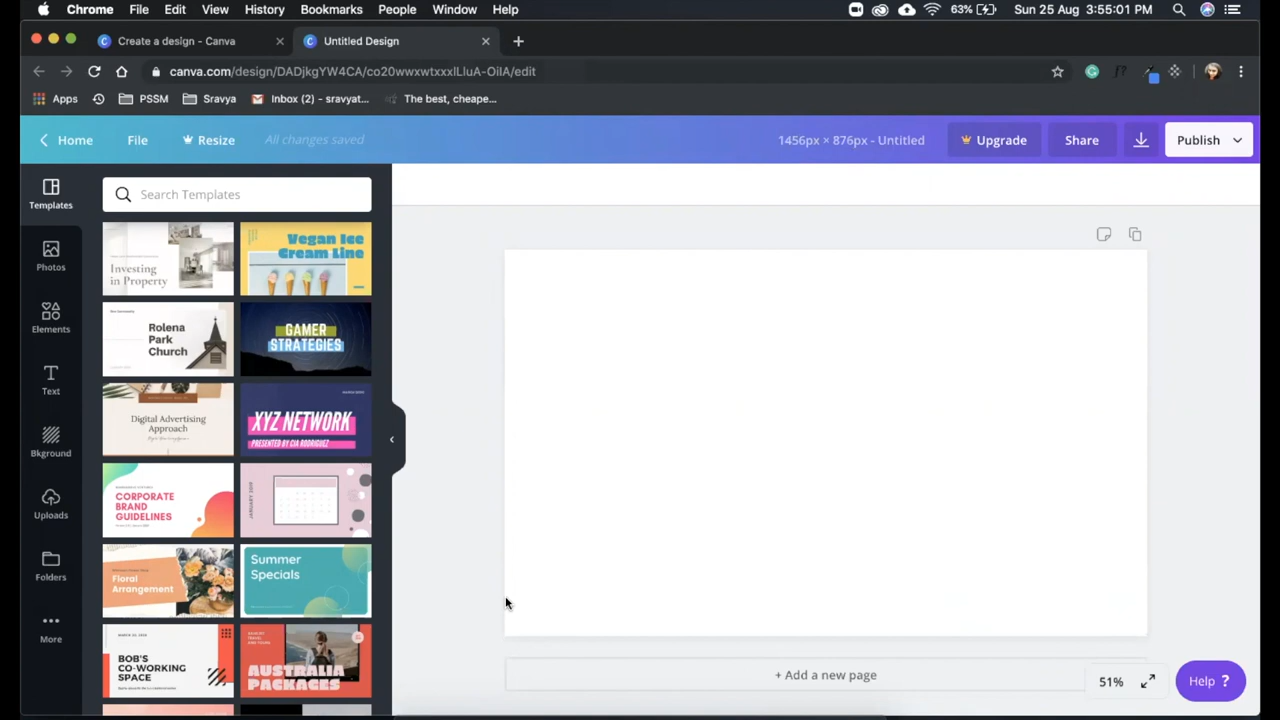 Chrome File Edit View History Bookmarks People Window Help 63% Sun 25 Aug 3:55:01 PM
Create a design - Canva Untitled Design
canva.com/design/DADjkgYW4CA/co20wwxwtxxxlLluA-OilA/edit
Apps PSSM Sravya Inbox (2) - sravyat... The best, cheape...
Home File Resize All changes saved 1456px × 876px - Untitled Upgrade Share Publish
Templates
Photos
Elements
Text
Bkground
Uploads
Folders
More
Search Templates
Investing
in Property
Vegan Ice
Cream Line
Rolena
Park
Church
GAMER
STRATEGIES
Digital Advertising
Approach
XYZ NETWORK
PRESENTED BY CIA RODRIGUEZ
CORPORATE
BRAND
GUIDELINES
JANUARY 2019
Floral
Arrangement
Summer
Specials
BOB'S
CO-WORKING
SPACE
AUSTRALIA
PACKAGES
+ Add a new page
51%
Help ?